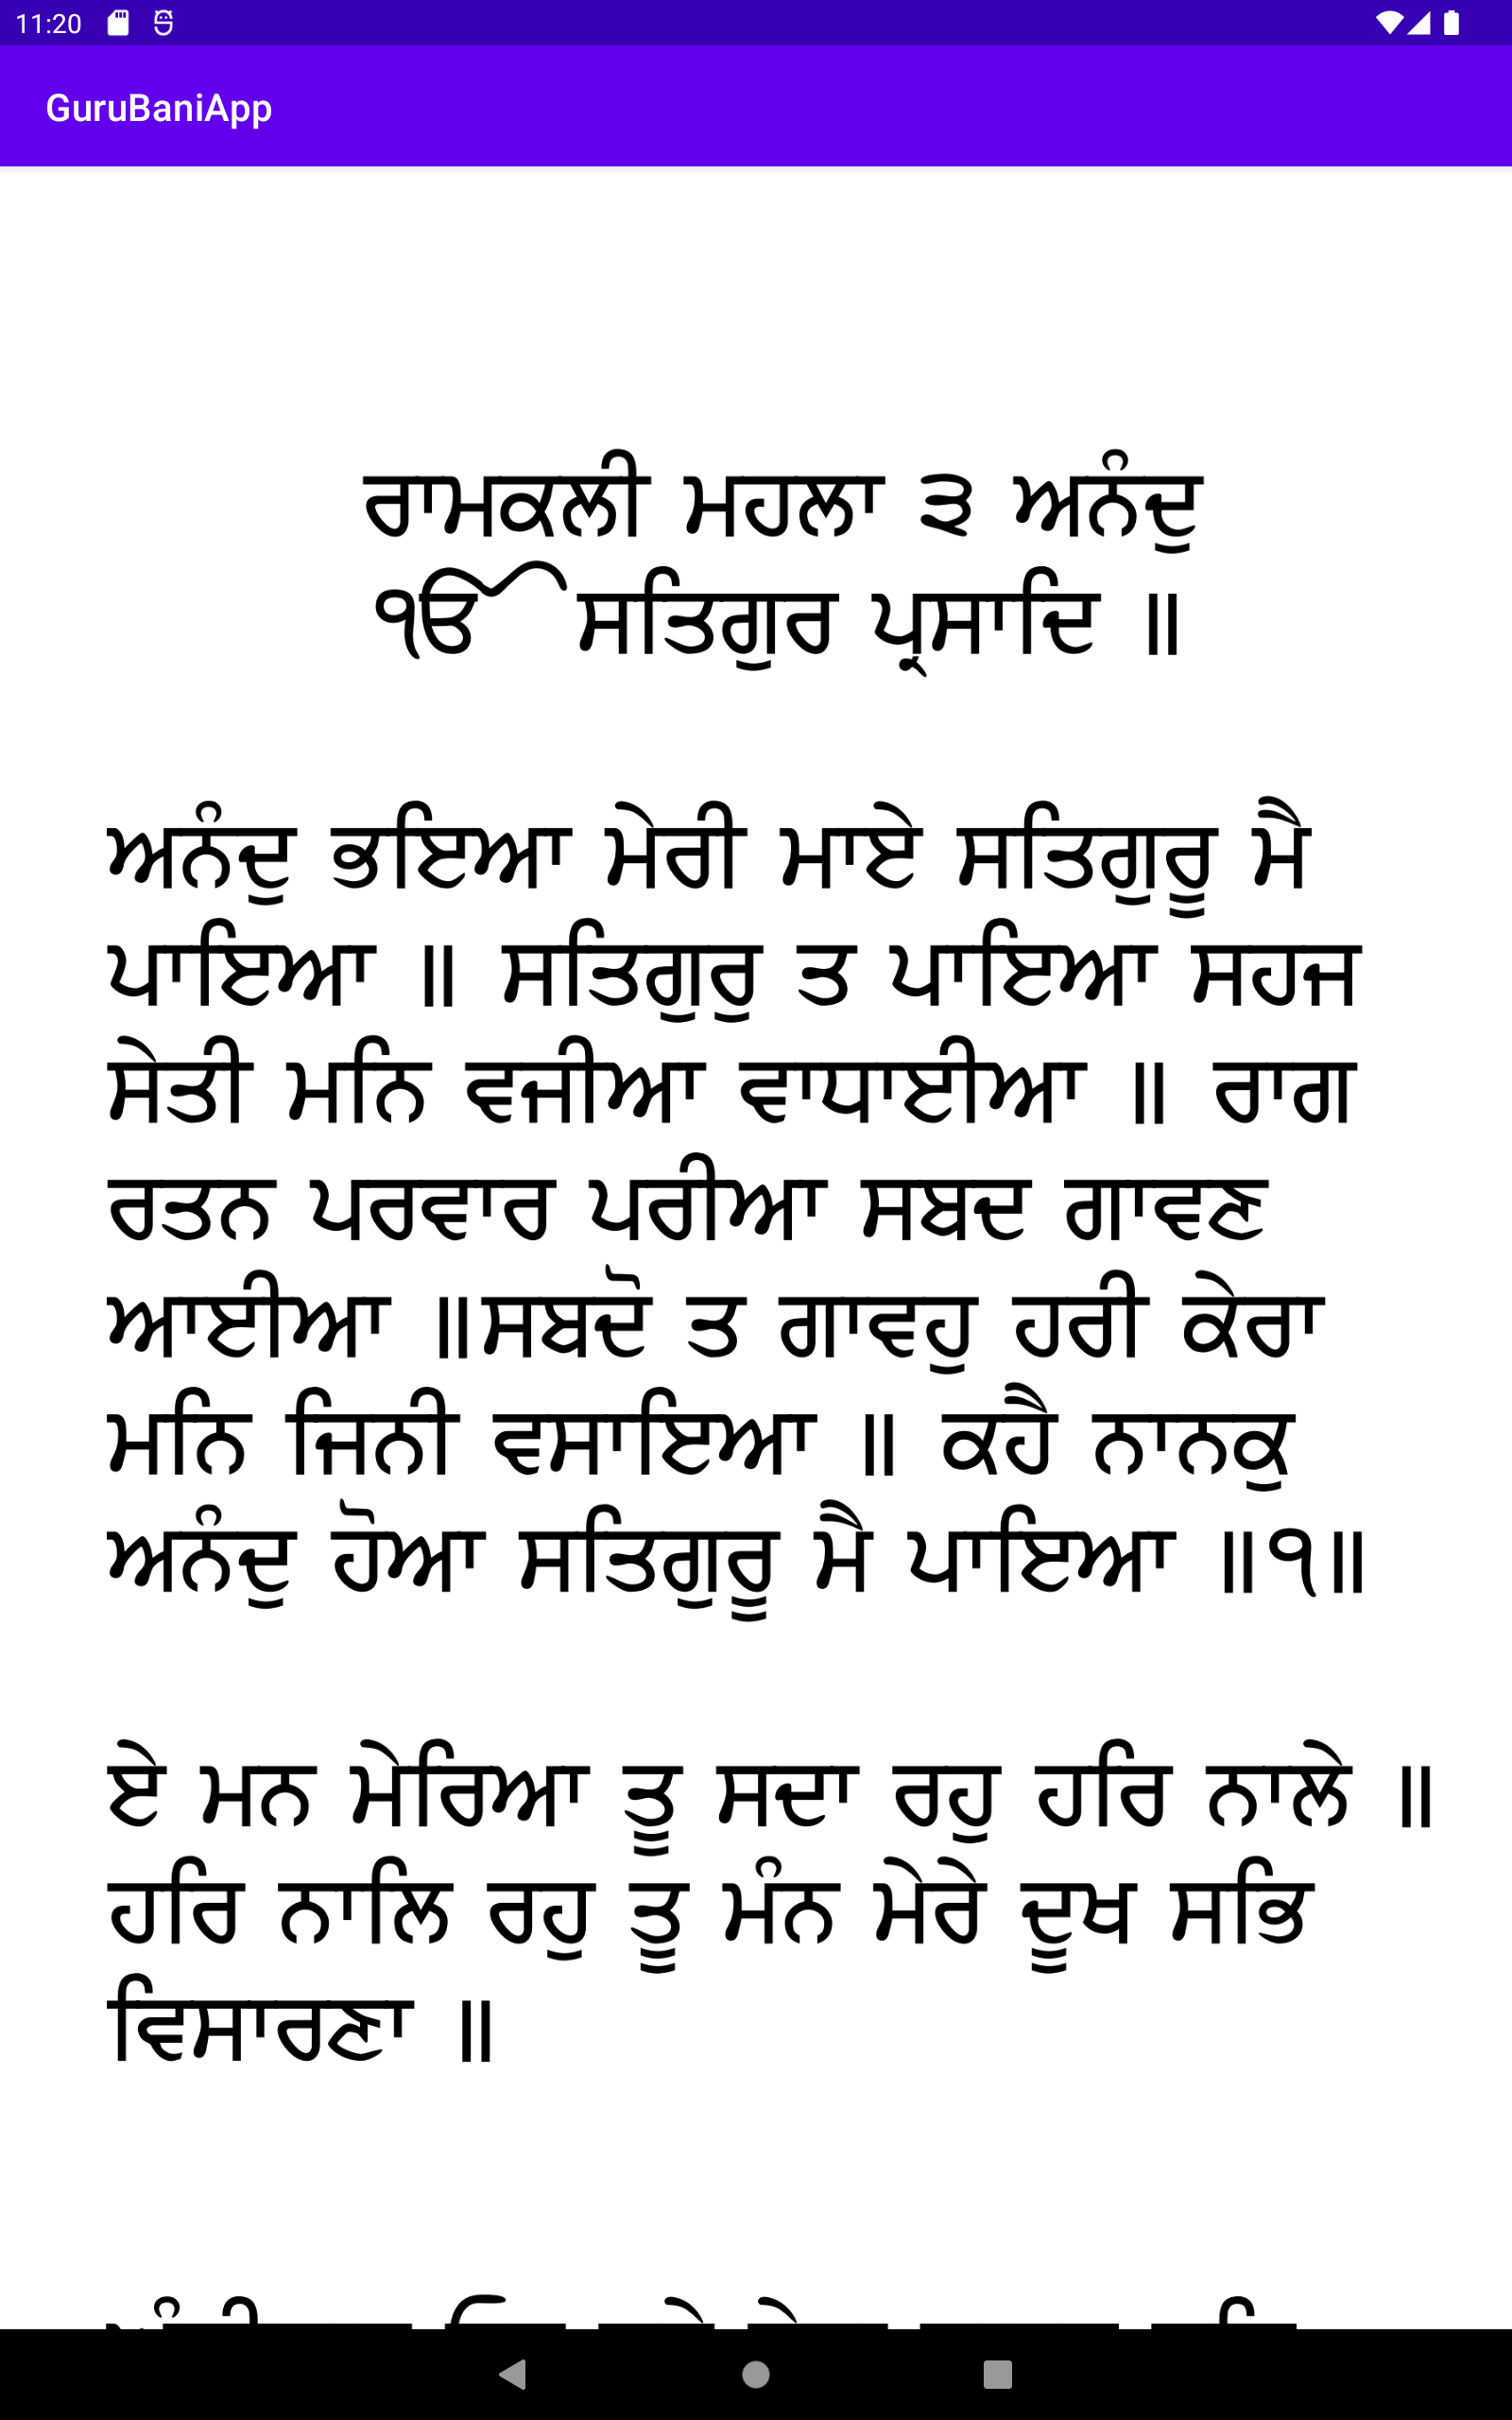 11:20
GuruBaniApp
ਰਾਮਕਲੀ ਮਹਲਾ ੩ ਅਨੰਦੁ
ੴ ਸਤਿਗੁਰ ਪ੍ਰਸਾਦਿ ॥
ਅਨੰਦੁ ਭਇਆ ਮੇਰੀ ਮਾਏ ਸਤਿਗੁਰੂ ਮੈ
ਪਾਇਆ ॥ ਸਤਿਗੁਰੁ ਤ ਪਾਇਆ ਸਹਜ
ਸੇਤੀ ਮਨਿ ਵਜੀਆ ਵਾਧਾਈਆ ॥ ਰਾਗ
ਰਤਨ ਪਰਵਾਰ ਪਰੀਆ ਸਬਦ ਗਾਵਣ
ਆਈਆ ॥ਸਬਦੋ ਤ ਗਾਵਹੁ ਹਰੀ ਕੇਰਾ
ਮਨਿ ਜਿਨੀ ਵਸਾਇਆ ॥ ਕਹੈ ਨਾਨਕੁ
ਅਨੰਦੁ ਹੋਆ ਸਤਿਗੁਰੂ ਮੈ ਪਾਇਆ ॥੧॥
ਏ ਮਨ ਮੇਰਿਆ ਤੂ ਸਦਾ ਰਹੁ ਹਰਿ ਨਾਲੇ ॥
ਹਰਿ ਨਾਲਿ ਰਹੁ ਤੂ ਮੰਨ ਮੇਰੇ ਦੂਖ ਸਭਿ
ਵਿਸਾਰਣਾ ॥